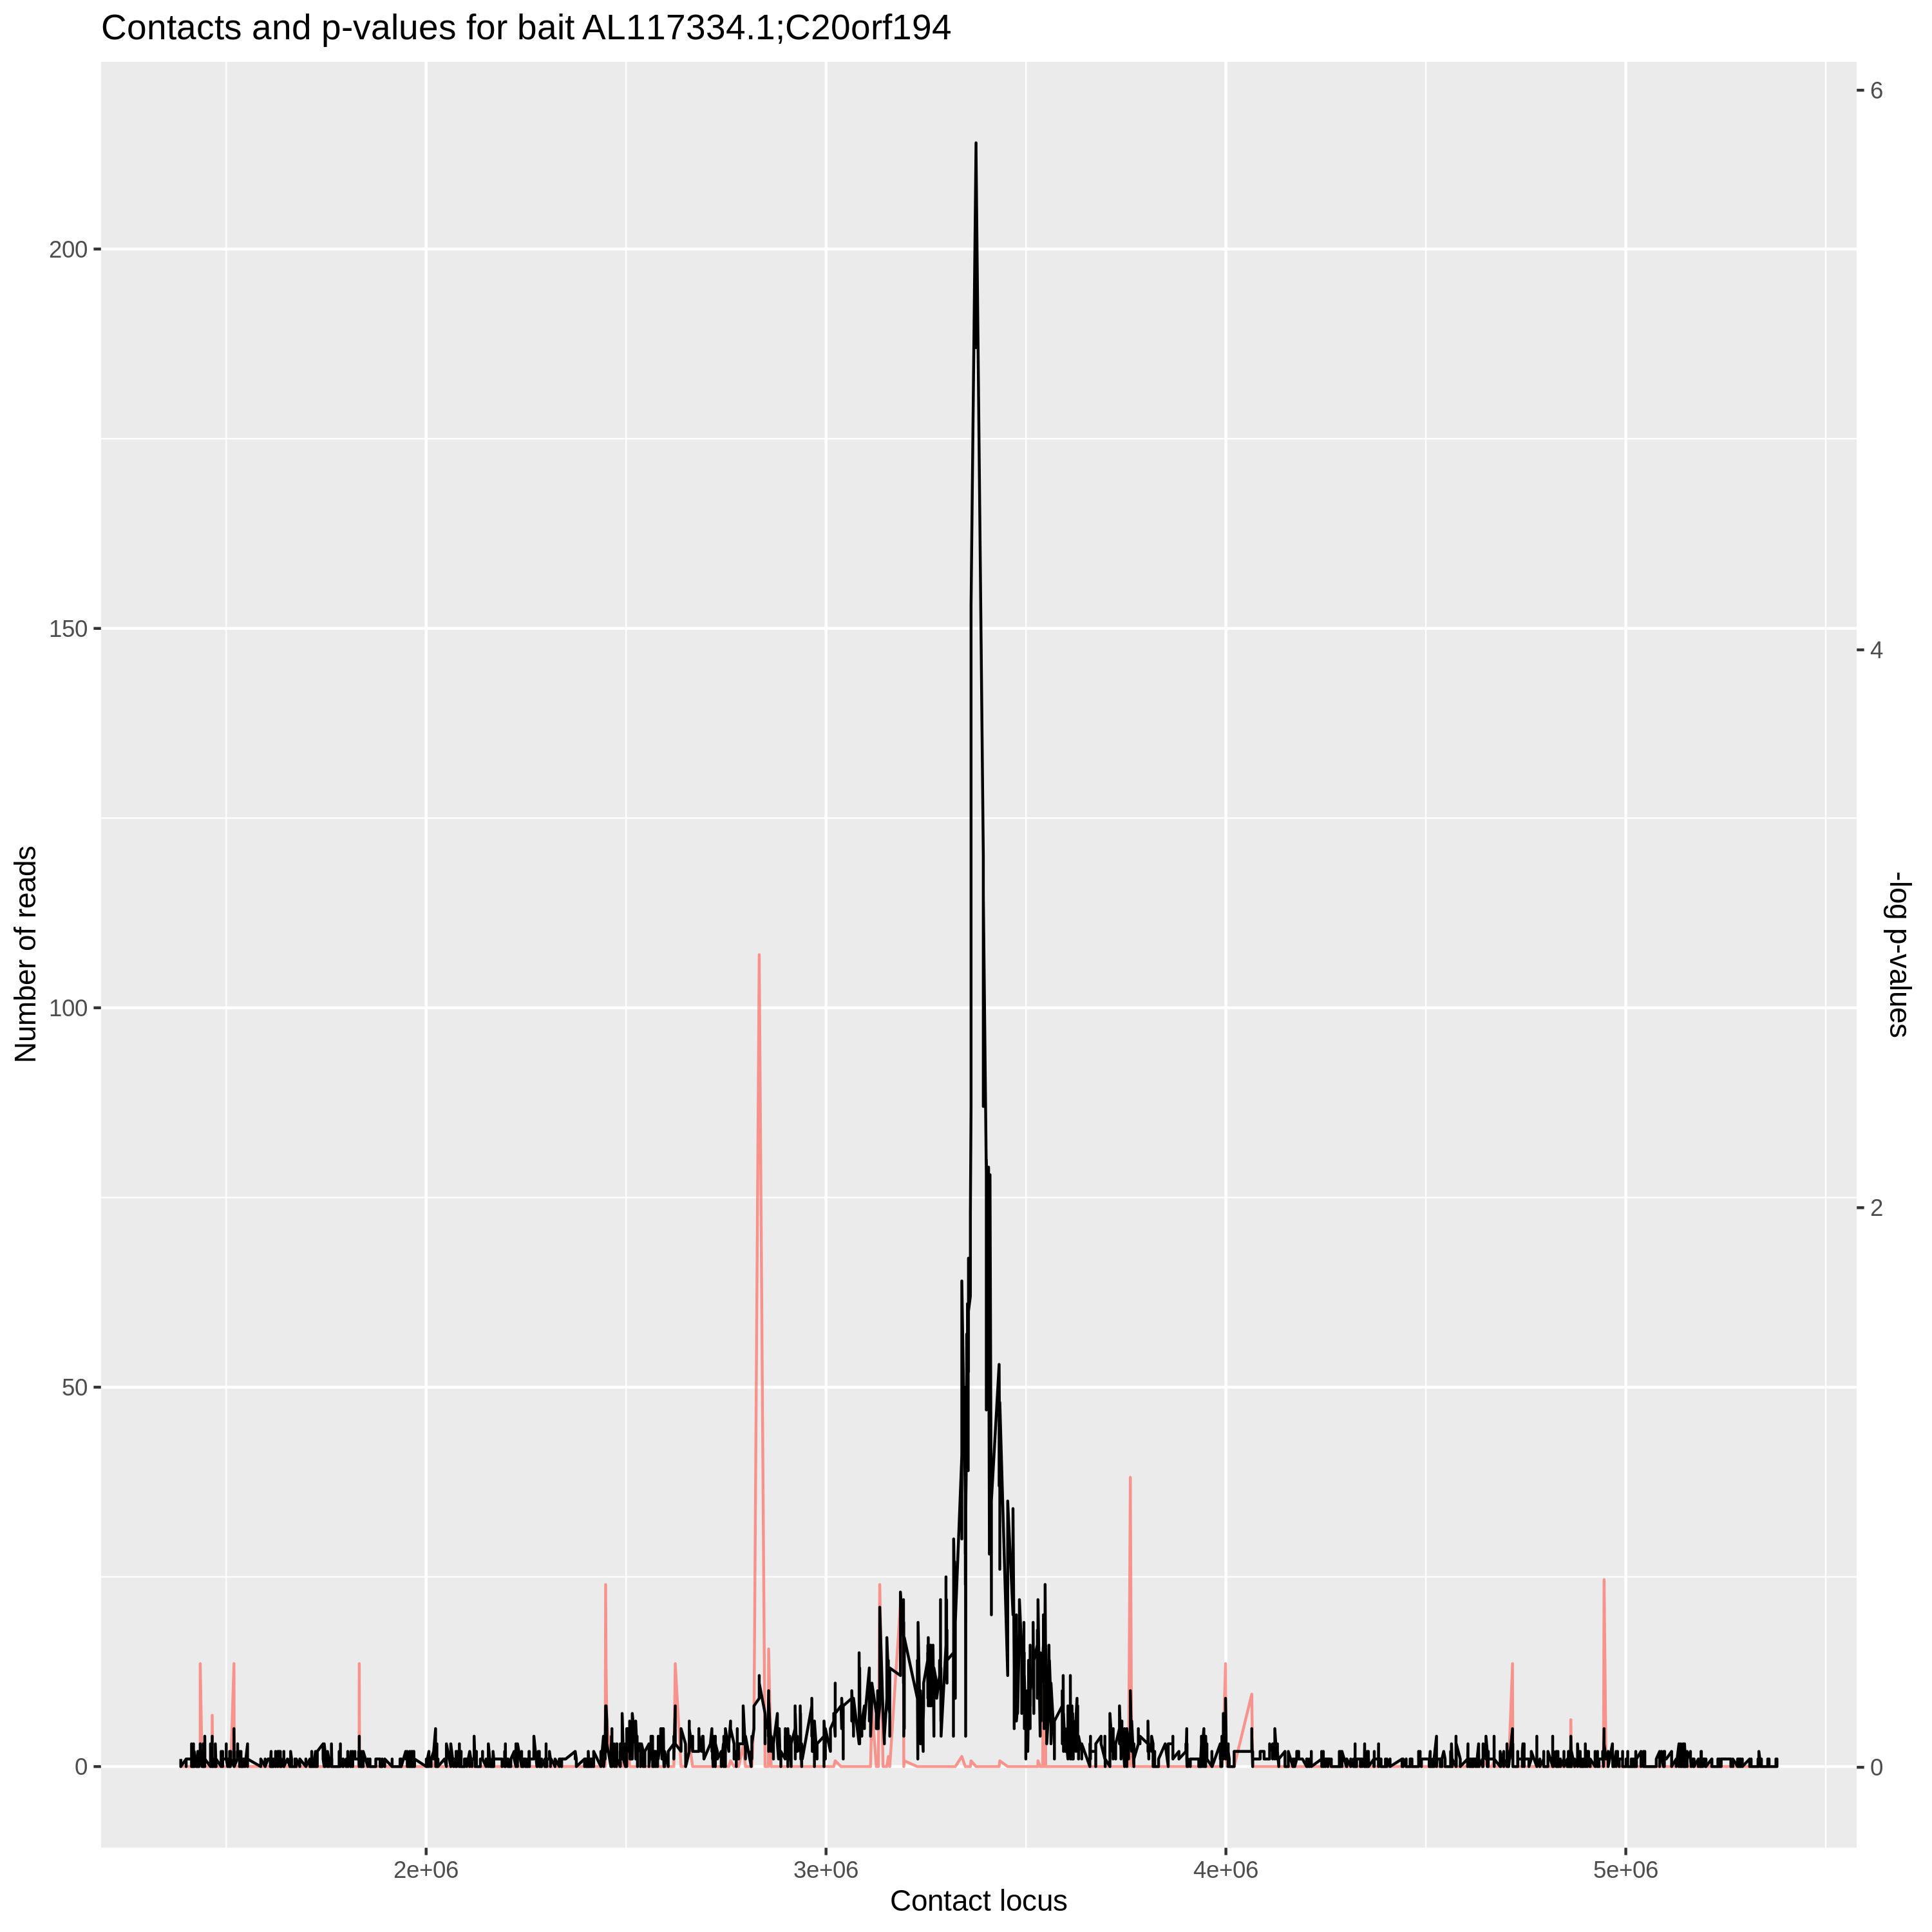 Contacts and p-values for bait AL117334.1;C20orf194
6
200
150
4
Number of reads
-log p-values
100
2
50
0
0
2e+06
3e+06
4e+06
5e+06
Contact locus